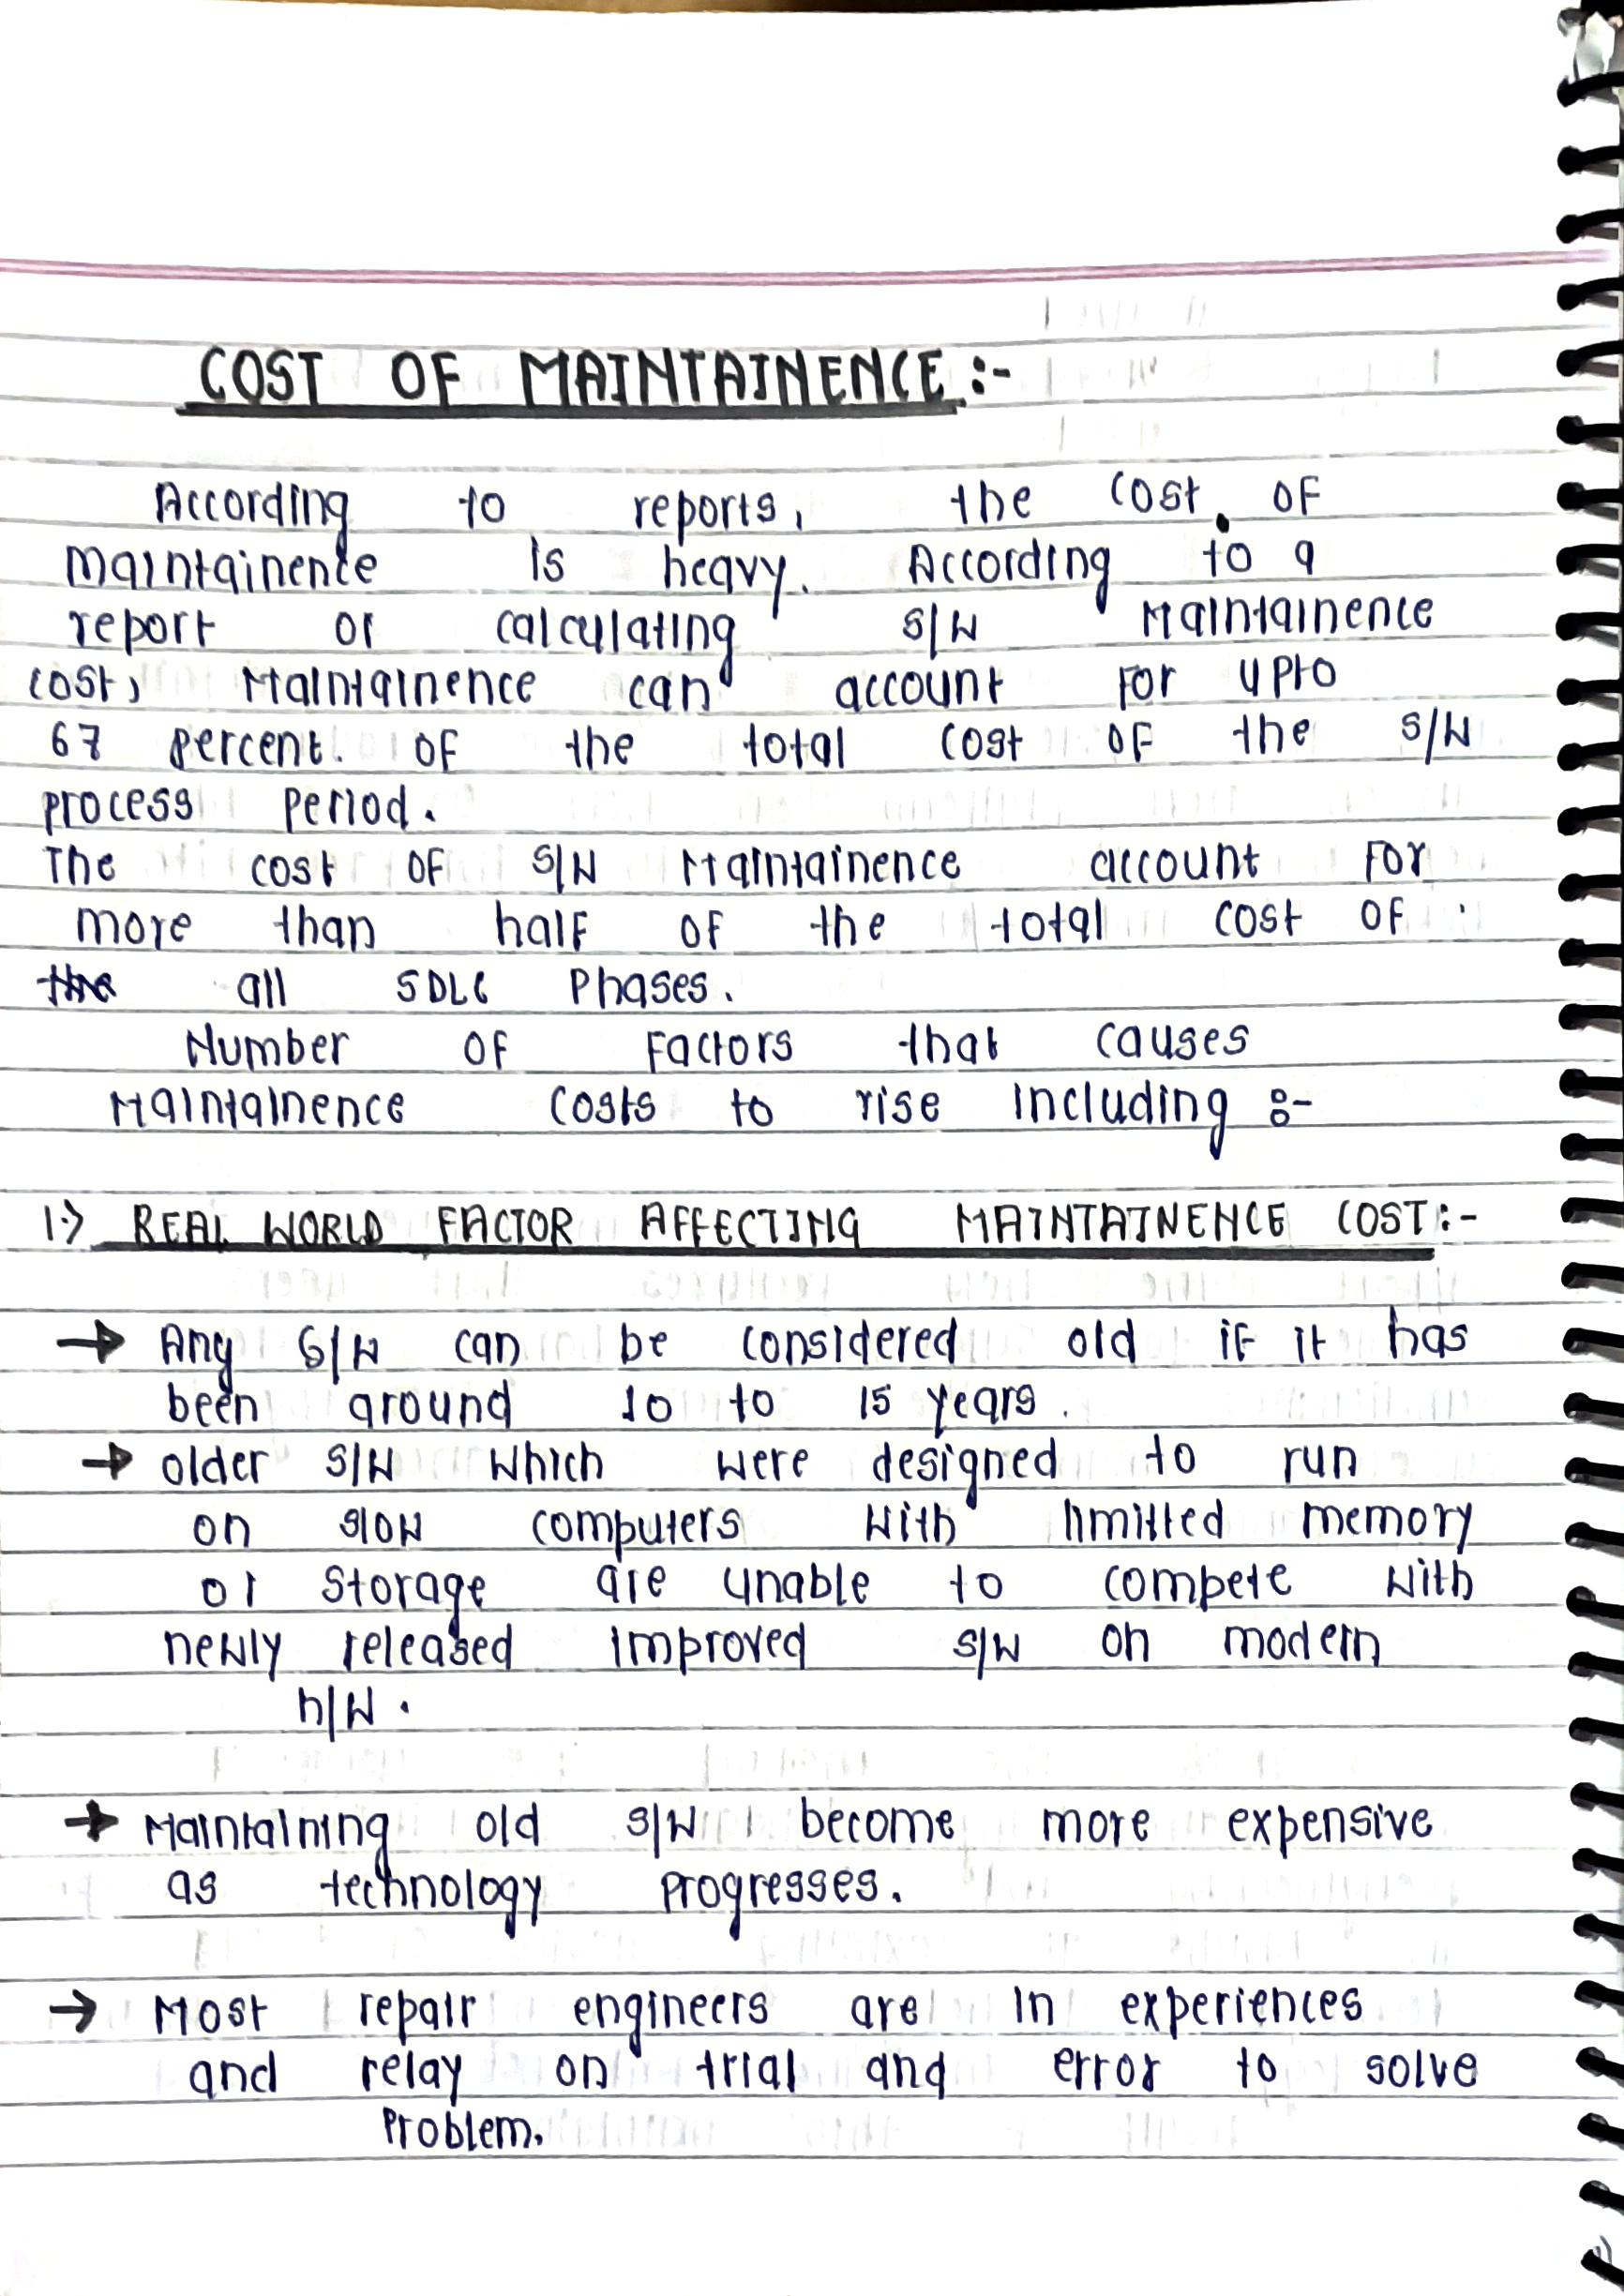 COST OF MAINTAINENCE :-
According to reports, the cost of
maintainence is heavy. According to a
report or calculating S/W Maintainence
cost, Maintainence can account for upto
67 percent. of the total cost of the S/W
process period.
The cost of S/W Maintainence account for
more than half of the total cost of
the all SDLC Phases.
Number of Factors that causes
Maintainence costs to rise including :-
1.) REAL WORLD FACTOR AFFECTING MAINTAINENCE COST :-
→ Any S/W can be considered old if it has
been around 10 to 15 years.
→ older S/W which were designed to run
on slow computers with limitted memory
or storage are unable to compete with
newly released improved S/W on modern
h/W.
→ Maintaining old S/W become more expensive
as technology progresses.
→ Most repair engineers are in experiences
and relay on trial and error to solve
problem.